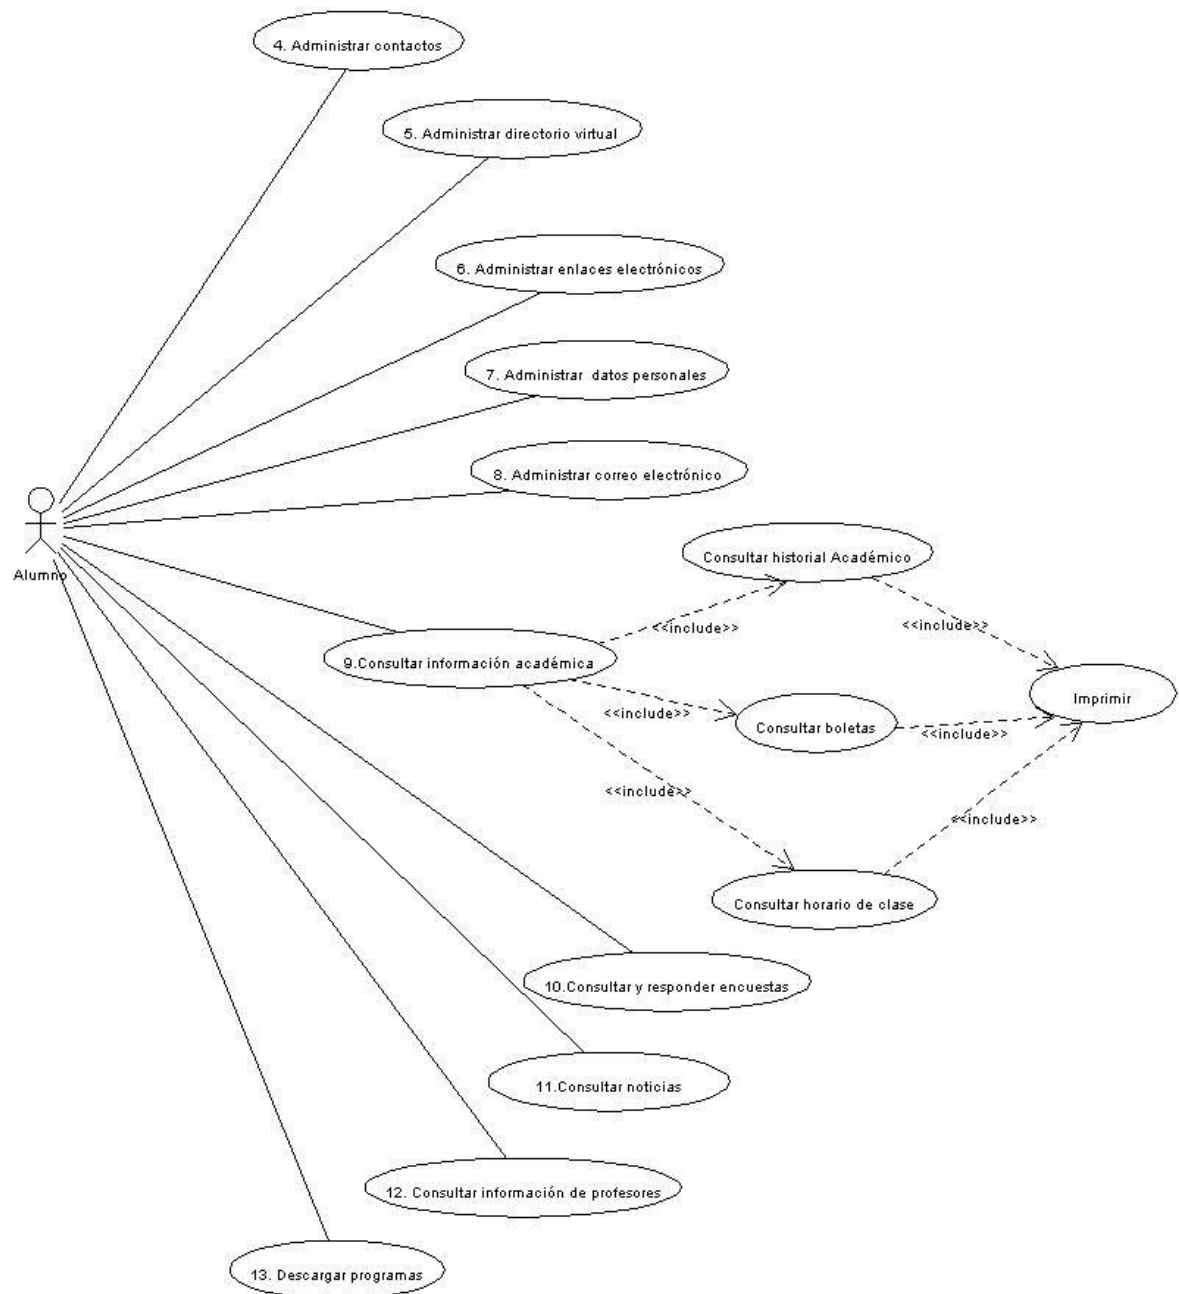 4. Administrar contactos
5. Administrar directorio virtual
6. Administrar enlaces electrónicos
7. Administrar  datos personales
8. Administrar correo electrónico
Alumno
Consultar historial Académico
<<include>>
<<include>>
9.Consultar información académica
Imprimir
<<include>>
Consultar boletas
<<include>>
<<include>>
<<include>>
Consultar horario de clase
10.Consultar y responder encuestas
11.Consultar noticias
12. Consultar información de profesores
13. Descargar programas